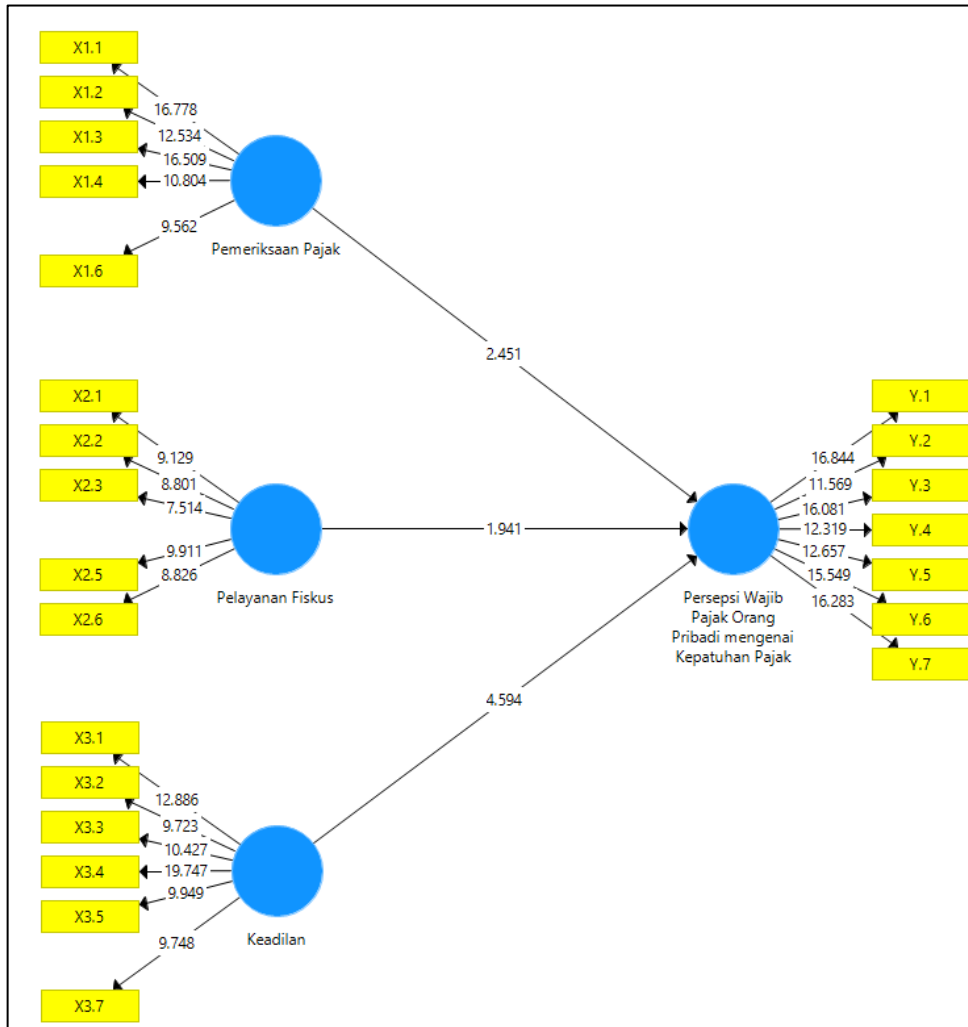 X1.1
X1.2
X1.3
X1.4
X1.6
16.778
12.534
16.509
10.804
9.562
Pemeriksaan Pajak
2.451
X2.1
X2.2
X2.3
X2.5
X2.6
9.129
8.801
7.514
9.911
8.826
Pelayanan Fiskus
1.941
X3.1
X3.2
X3.3
X3.4
X3.5
X3.7
12.886
9.723
10.427
19.747
9.949
9.748
Keadilan
4.594
Persepsi Wajib
Pajak Orang
Pribadi mengenai
Kepatuhan Pajak
16.844
11.569
16.081
12.319
12.657
15.549
16.283
Y.1
Y.2
Y.3
Y.4
Y.5
Y.6
Y.7